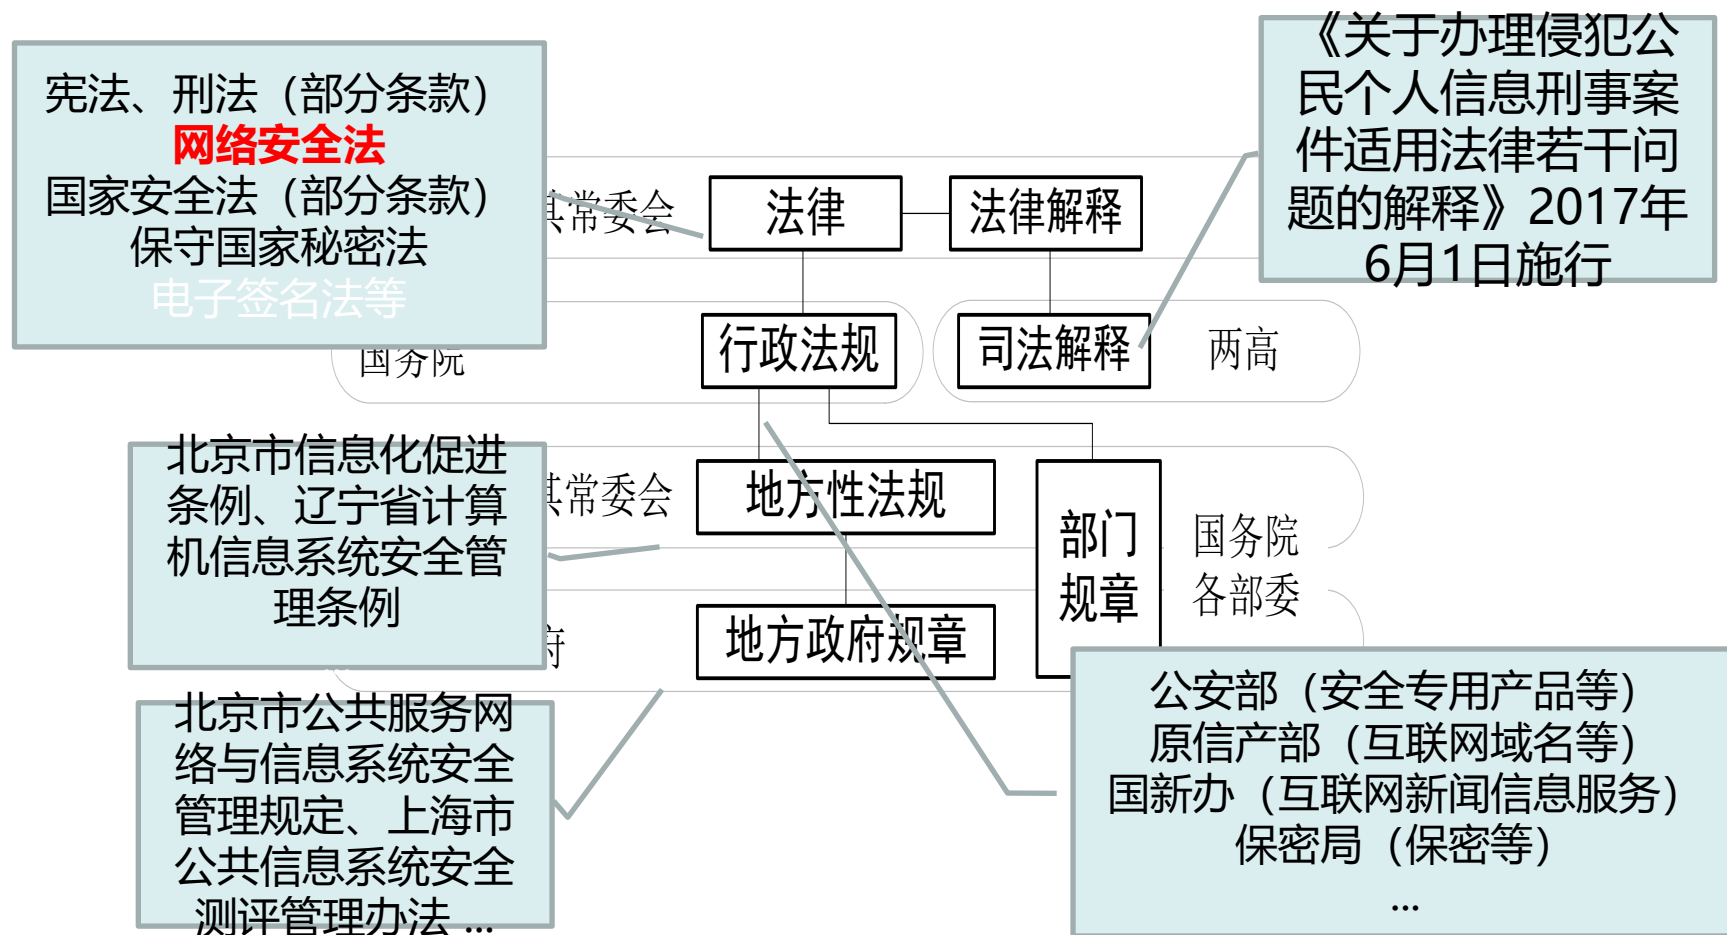 宪法、刑法（部分条款）
网络安全法
国家安全法（部分条款）
保守国家秘密法
电子签名法等
《关于办理侵犯公
民个人信息刑事案
件适用法律若干问
题的解释》2017年
6月1日施行
常委会
法律
法律解释
国务院
行政法规
司法解释
两高
北京市信息化促进
条例、辽宁省计算
机信息系统安全管
理条例
常委会
地方性法规
部门
规章
国务院
各部委
地方政府规章
北京市公共服务网
络与信息系统安全
管理规定、上海市
公共信息系统安全
测评管理办法 ...
公安部（安全专用产品等）
原信产部（互联网域名等）
国新办（互联网新闻信息服务）
保密局（保密等）
...